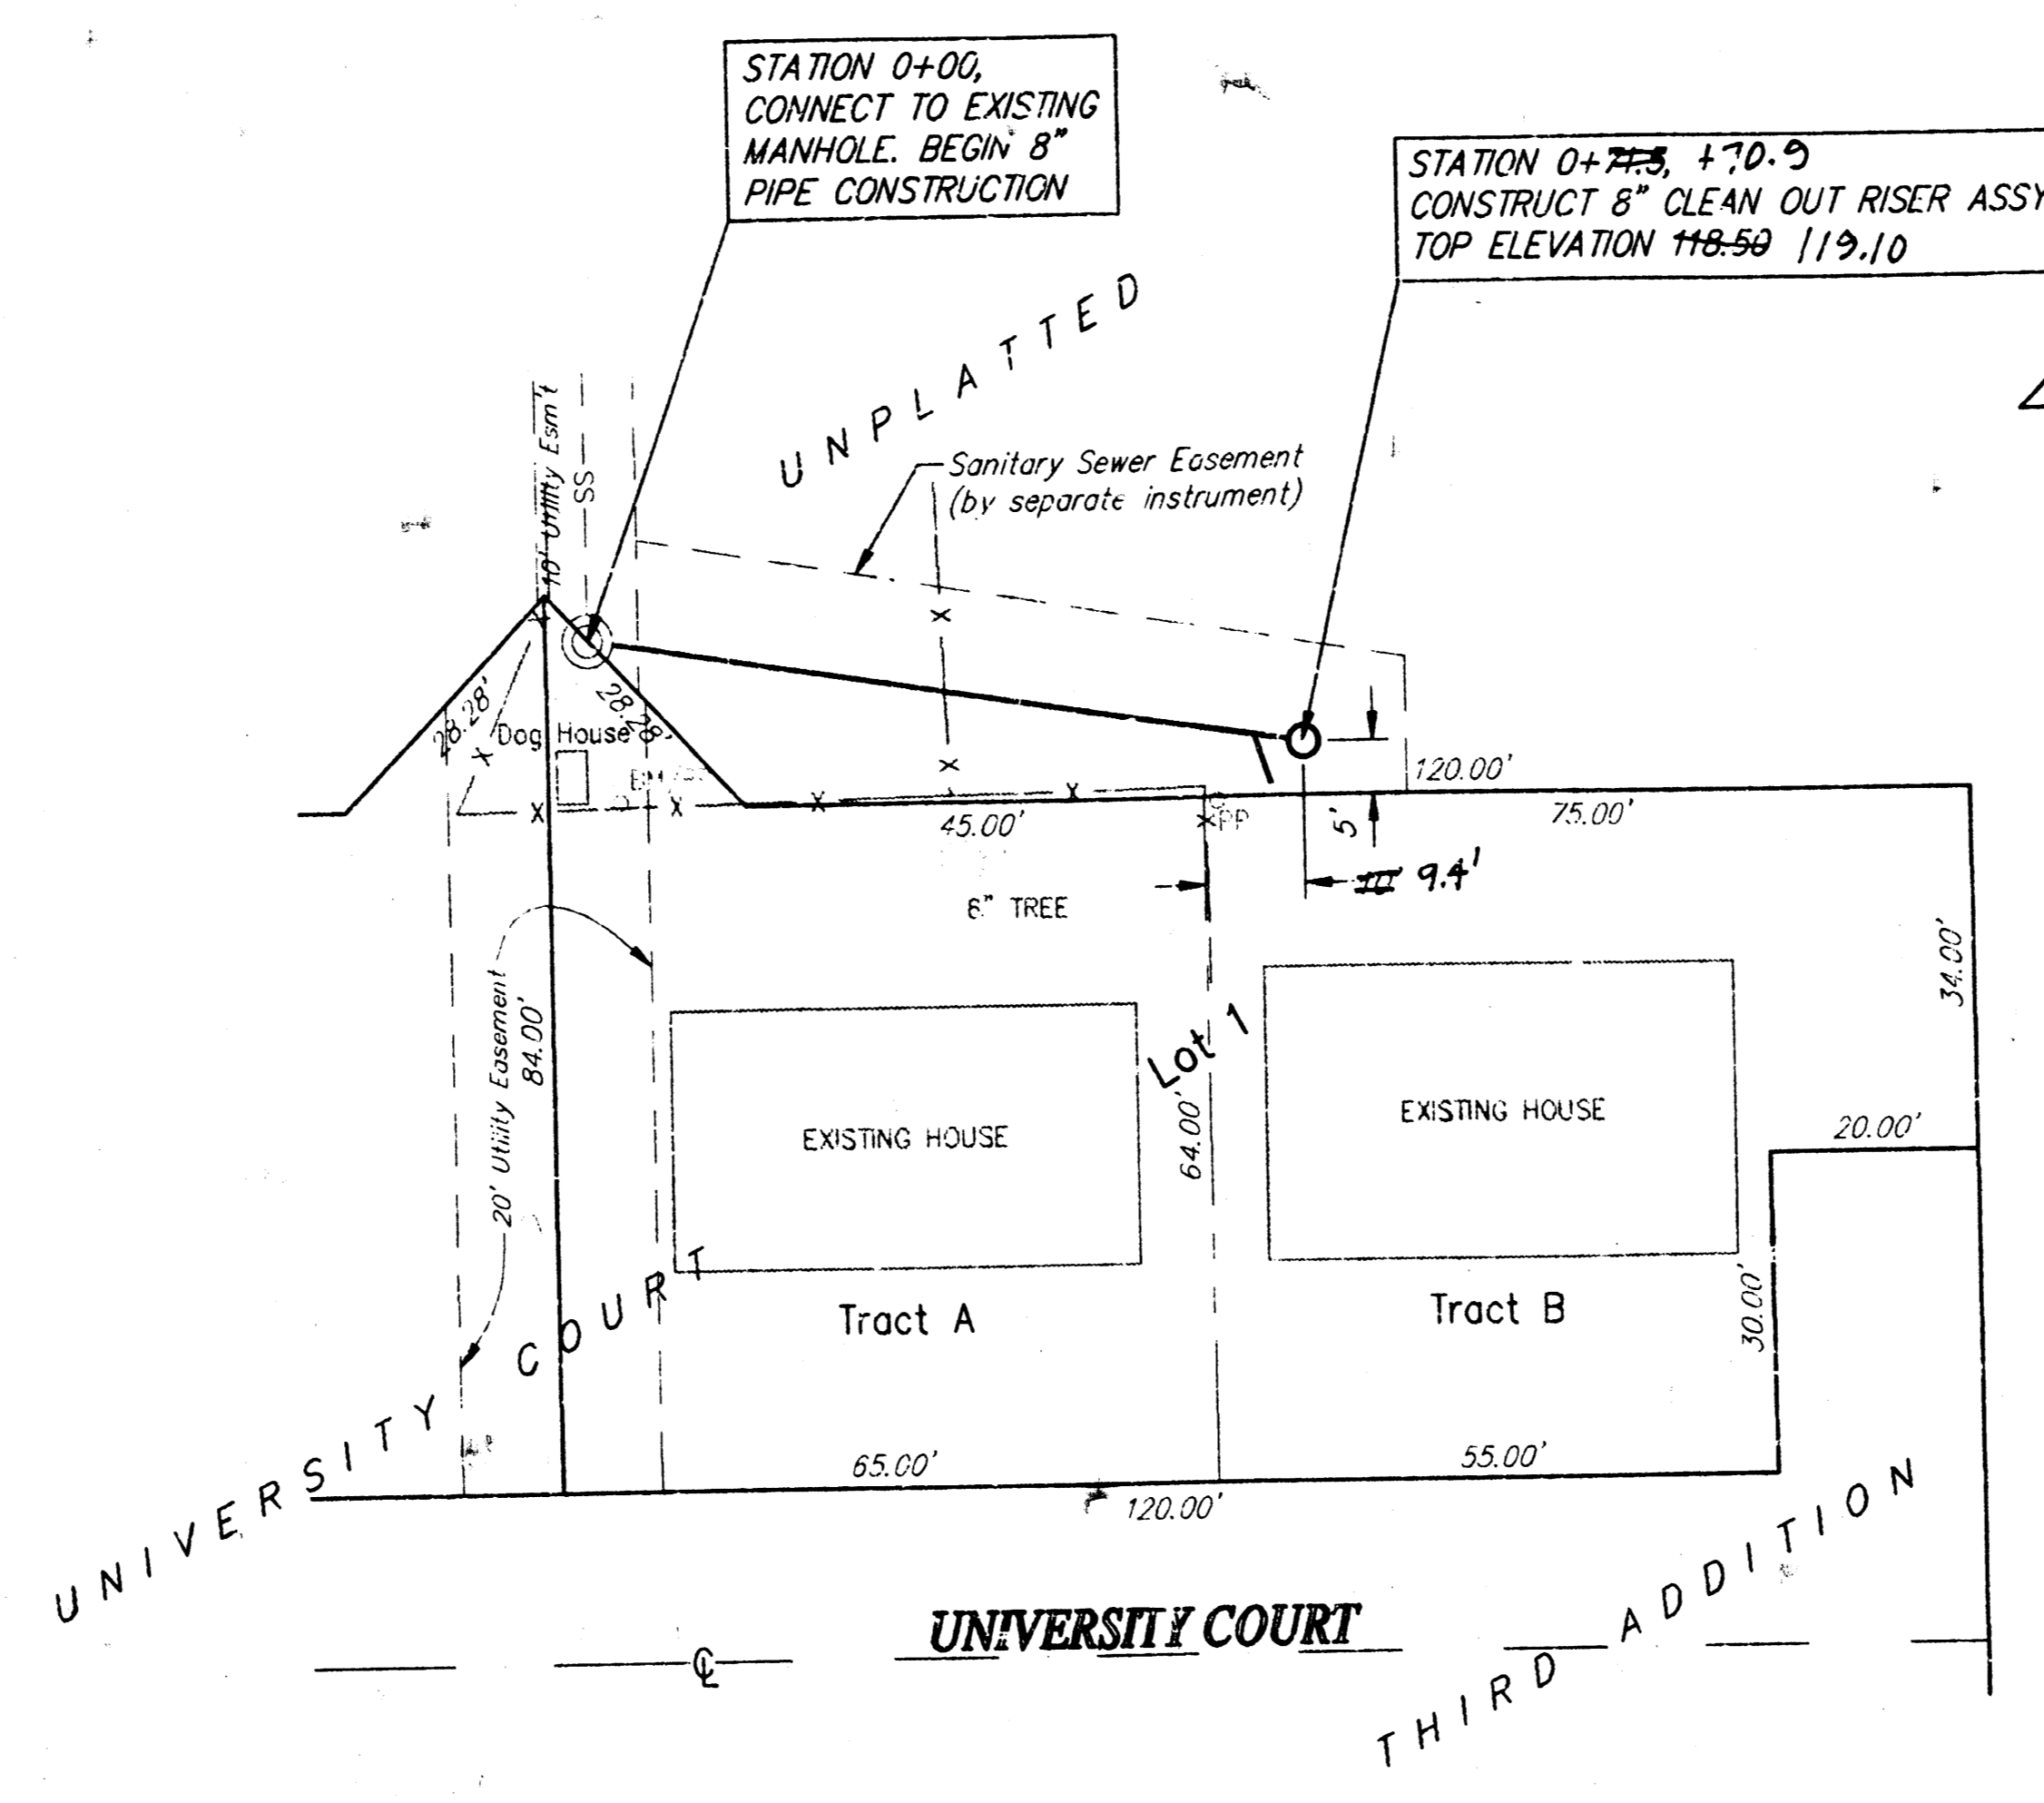 STATION 0+00,
CONNECT TO EXISTING
MANHOLE. BEGIN 8"
PIPE CONSTRUCTION
STATION 0+71.5, +70.9
CONSTRUCT 8" CLEAN OUT RISER ASSY
TOP ELEVATION 118.50 119.10
UNPLATTED
10' Utility Esm't
SS
Sanitary Sewer Easement
(by separate instrument)
28.28'
28.28'
Dog House
BM
120.00'
45.00'
75.00'
PP
5'
9.4'
6" TREE
34.00'
20' Utility Easement
84.00'
Lot 1
EXISTING HOUSE
EXISTING HOUSE
64.00'
20.00'
30.00'
Tract A
Tract B
UNIVERSITY COURT
65.00'
55.00'
120.00'
UNIVERSITY COURT
THIRD ADDITION
CL